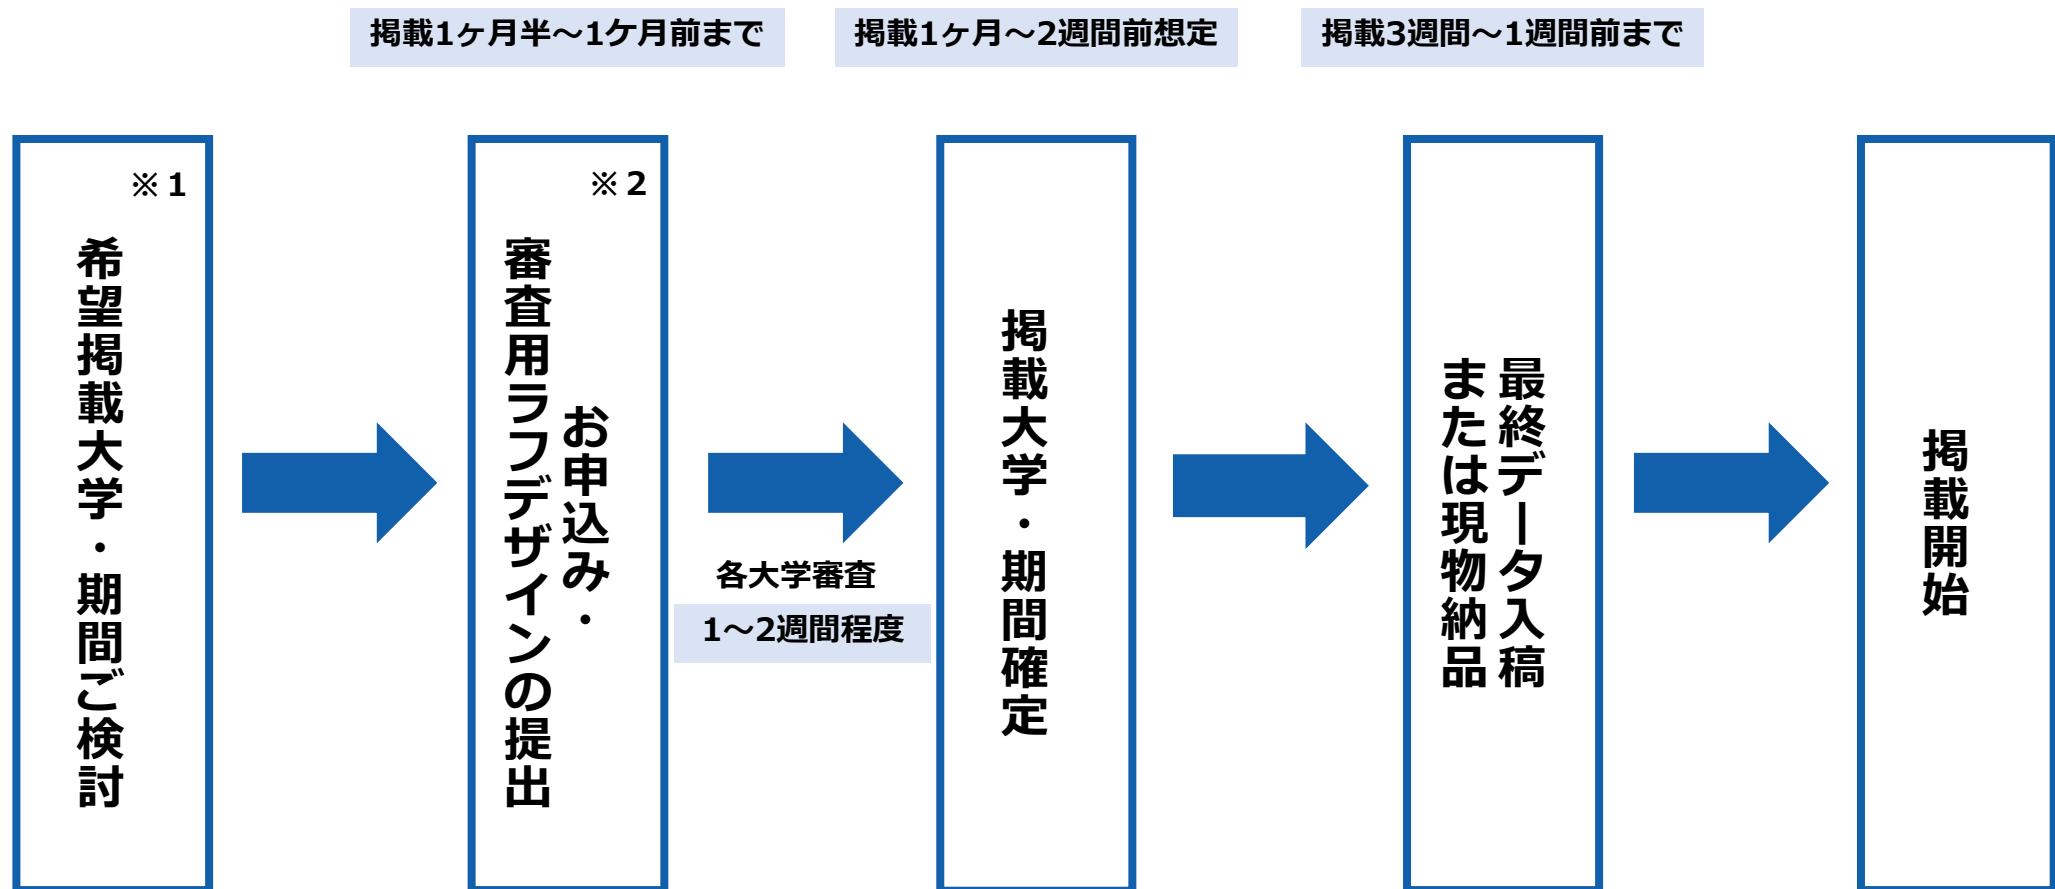 掲載1ヶ月半～1ケ月前まで
掲載1ヶ月～2週間前想定
掲載3週間～1週間前まで
※１
希望掲載大学・期間ご検討
※２
お申込み・
審査用ラフデザインの提出
各大学審査
1～2週間程度
掲載大学・期間確定
最終データ入稿
または現物納品
掲載開始